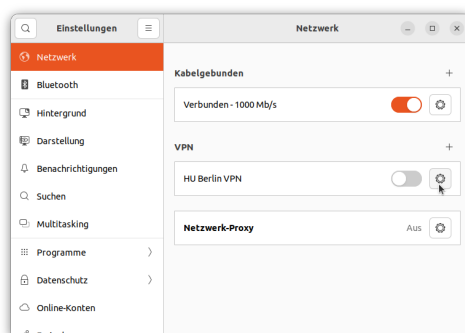 Einstellungen
Netzwerk
Netzwerk
Bluetooth
Hintergrund
Darstellung
Benachrichtigungen
Suchen
Multitasking
Programme
Datenschutz
Online-Konten
Kabelgebunden
Verbunden - 1000 Mb/s
VPN
HU Berlin VPN
Netzwerk-Proxy Aus